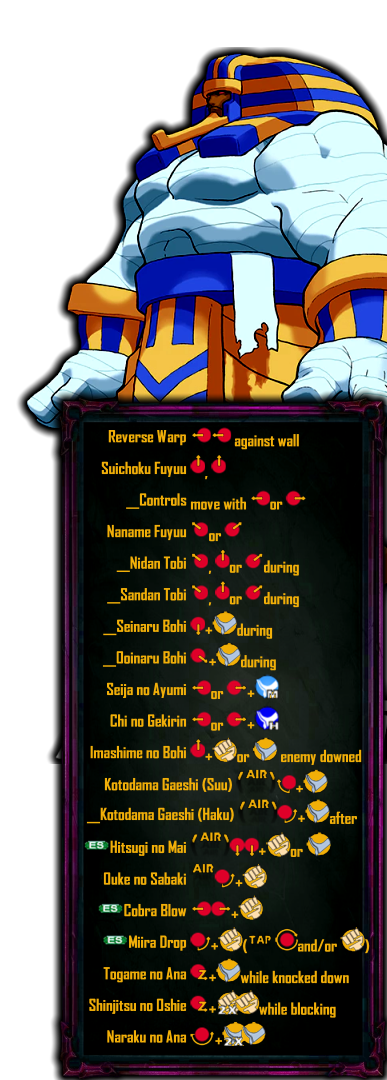 Reverse Warp against wall
Suichoku Fuyuu ,
__Controls move with or
Naname Fuyuu or
__Nidan Tobi , or during
__Sandan Tobi , or during
__Seinaru Bohi + during
__Ooinaru Bohi + during
Seija no Ayumi or + M
Chi no Gekirin or + H
Imashime no Bohi + or enemy downed
Kotodama Gaeshi (Suu) (AIR) +
__Kotodama Gaeshi (Haku) (AIR) + after
ES Hitsugi no Mai (AIR) + or
Ouke no Sabaki AIR +
ES Cobra Blow +
ES Miira Drop + ( TAP and/or )
Togame no Ana Z + while knocked down
Shinjitsu no Oshie Z + 2X while blocking
Naraku no Ana + 2X